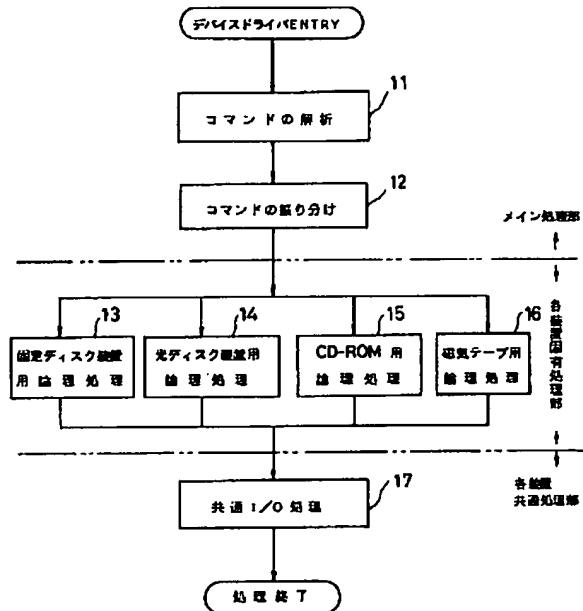 デバイスドライバENTRY
11
コマンドの解析
12
コマンドの振り分け
メイン処理部
13
固定ディスク装置
用論理処理
14
光ディスク装置用
論理処理
15
CD-ROM 用
論理処理
16
磁気テープ用
論理処理
各装置固有処理部
各装置
共通処理部
17
共通I/O処理
処理終了